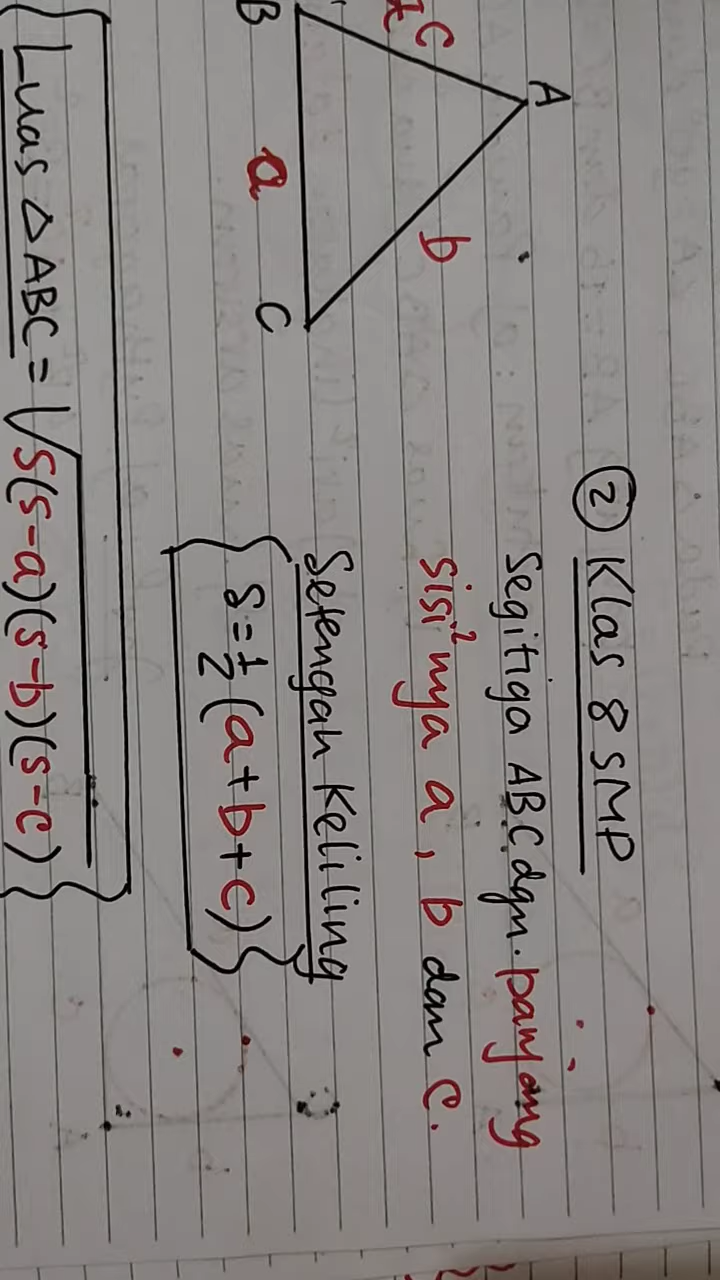 ② Klas 8 SMP
Segitiga ABC dgn. panjang
sisi²nya a, b dan c.
A
c
b
B
a
C
Setengah Keliling
s = 1/2 (a+b+c)
Luas △ ABC = √s(s-a)(s-b)(s-c)